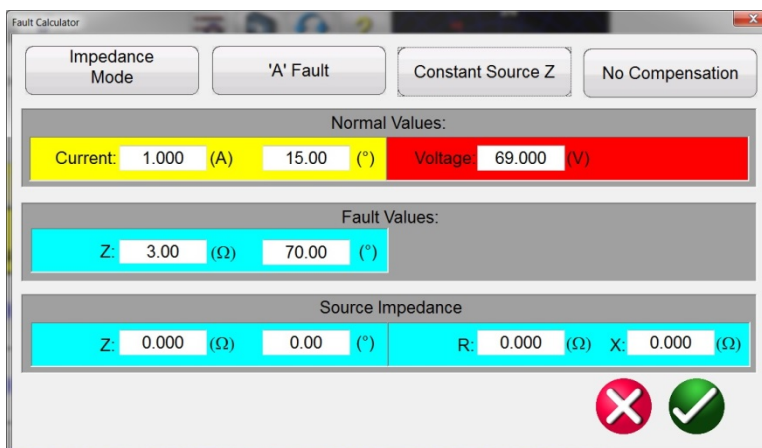 Fault Calculator
Impedance Mode 'A' Fault Constant Source Z No Compensation
Normal Values:
Current: 1.000 (A) 15.00 (°) Voltage: 69.000 (V)
Fault Values:
Z: 3.00 (Ω) 70.00 (°)
Source Impedance
Z: 0.000 (Ω) 0.00 (°) R: 0.000 (Ω) X: 0.000 (Ω)